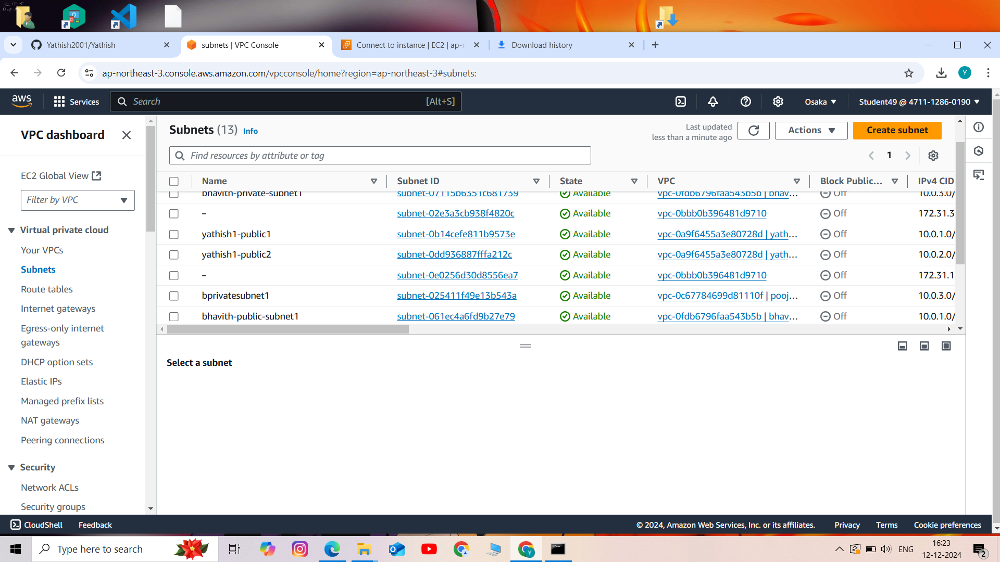 Yathish2001/Yathish
subnets | VPC Console
Connect to instance | EC2 | ap-n
Download history
ap-northeast-3.console.aws.amazon.com/vpcconsole/home?region=ap-northeast-3#subnets:
Y
aws
Services
Search
[Alt+S]
Osaka
Student49 @ 4711-1286-0190
VPC dashboard
EC2 Global View
Filter by VPC
Virtual private cloud
Your VPCs
Subnets
Route tables
Internet gateways
Egress-only internet
gateways
DHCP option sets
Elastic IPs
Managed prefix lists
NAT gateways
Peering connections
Security
Network ACLs
Security groups
Subnets (13) Info
Last updated
less than a minute ago
Actions
Create subnet
Find resources by attribute or tag
1
Name Subnet ID State VPC Block Public... IPv4 CID
bhavith-private-subnet1 subnet-07115b6351c681739 Available vpc-0fdb6796faa543b5b | bhav... Off 10.0.3.0/
– subnet-02e3a3cb938f4820c Available vpc-0bbb0b396481d9710 Off 172.31.3
yathish1-public1 subnet-0b14cefe811b9573e Available vpc-0a9f6455a3e80728d | yath... Off 10.0.1.0/
yathish1-public2 subnet-0dd936887fffa212c Available vpc-0a9f6455a3e80728d | yath... Off 10.0.2.0/
– subnet-0e0256d30d8556ea7 Available vpc-0bbb0b396481d9710 Off 172.31.1
bprivatesubnet1 subnet-025411f49e13b543a Available vpc-0c67784699d81110f | pooj... Off 10.0.3.0/
bhavith-public-subnet1 subnet-061ec4a6fd9b27e79 Available vpc-0fdb6796faa543b5b | bhav... Off 10.0.1.0/
Select a subnet
CloudShell
Feedback
© 2024, Amazon Web Services, Inc. or its affiliates.
Privacy
Terms
Cookie preferences
Type here to search
Y
ENG
16:23
12-12-2024
2